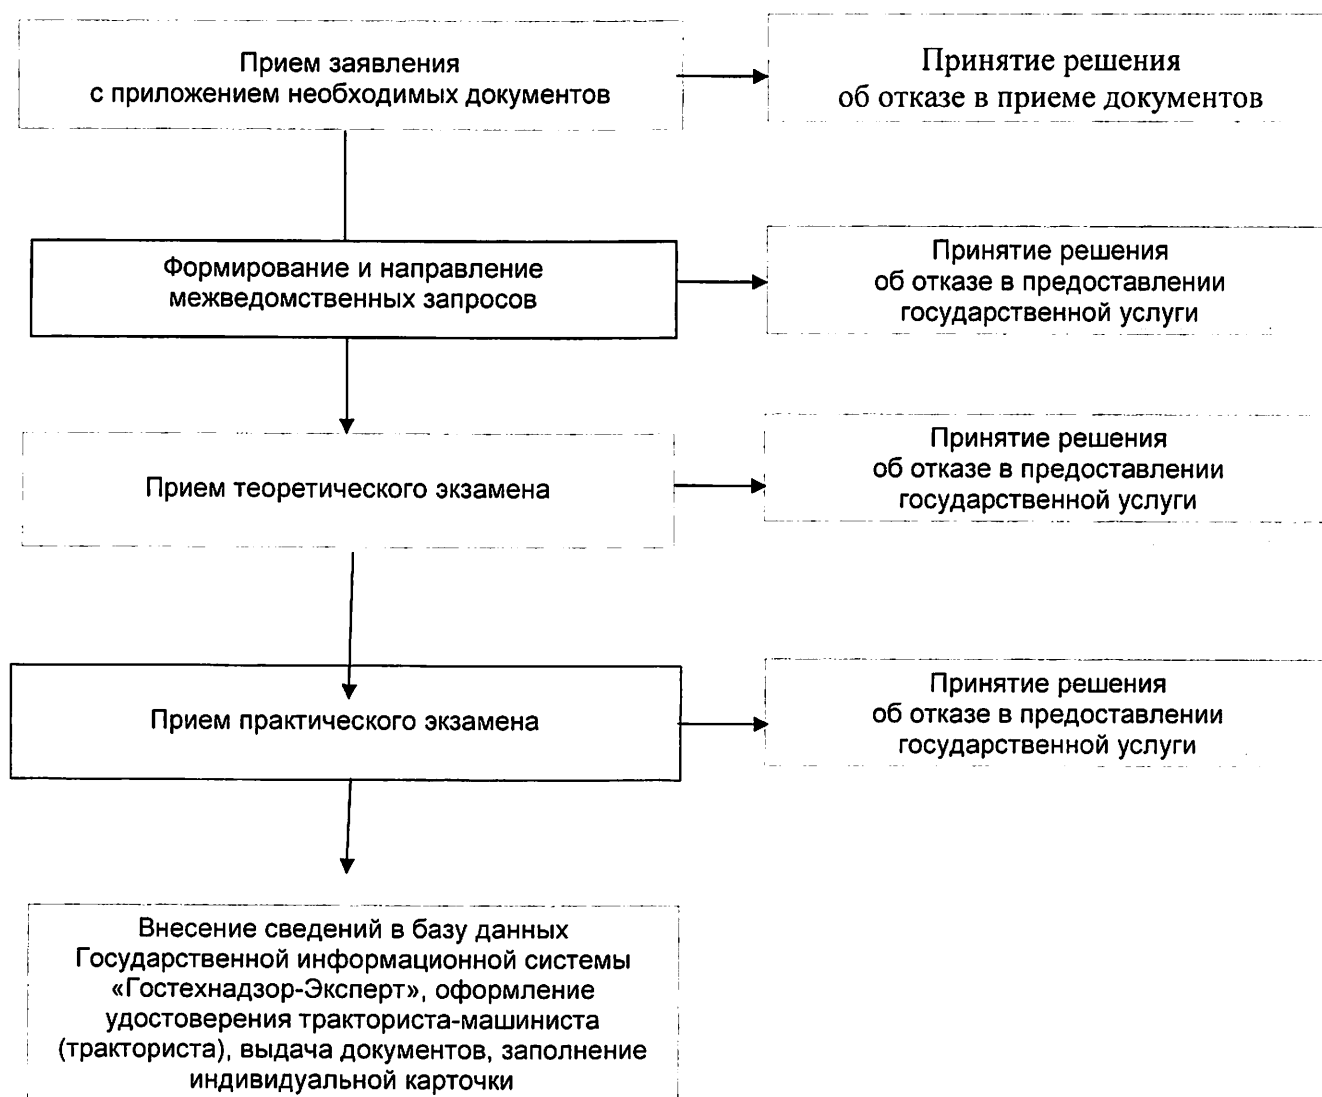 Прием заявления
с приложением необходимых документов
Принятие решения
об отказе в приеме документов
Формирование и направление
межведомственных запросов
Принятие решения
об отказе в предоставлении
государственной услуги
Прием теоретического экзамена
Принятие решения
об отказе в предоставлении
государственной услуги
Прием практического экзамена
Принятие решения
об отказе в предоставлении
государственной услуги
Внесение сведений в базу данных
Государственной информационной системы
«Гостехнадзор-Эксперт», оформление
удостоверения тракториста-машиниста
(тракториста), выдача документов, заполнение
индивидуальной карточки